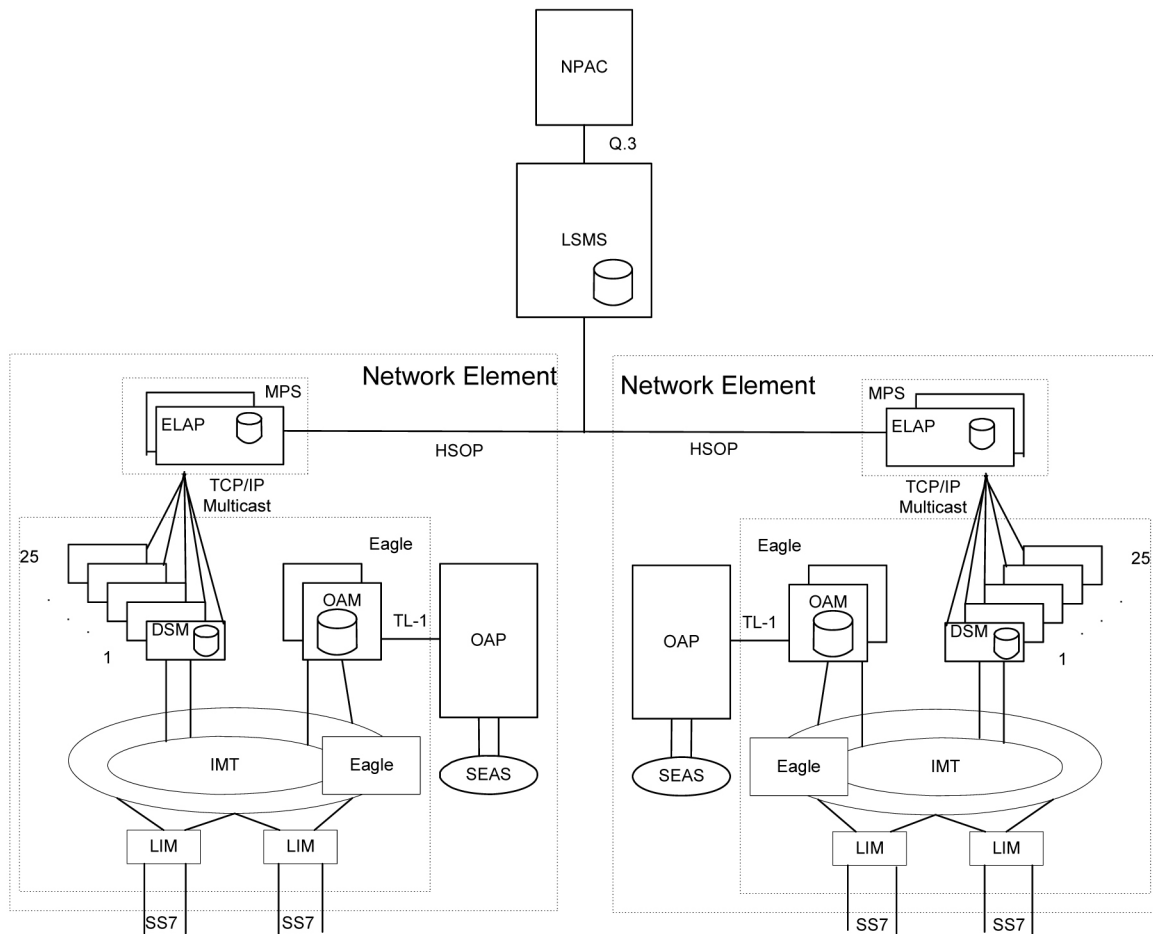 NPAC
Q.3
LSMS
Network Element
Network Element
MPS
MPS
ELAP
ELAP
HSOP
HSOP
TCP/IP
Multicast
TCP/IP
Multicast
25
Eagle
Eagle
25
OAM
OAM
DSM
TL-1
OAP
OAP
TL-1
DSM
1
1
IMT
Eagle
SEAS
SEAS
Eagle
IMT
LIM
LIM
LIM
LIM
SS7
SS7
SS7
SS7